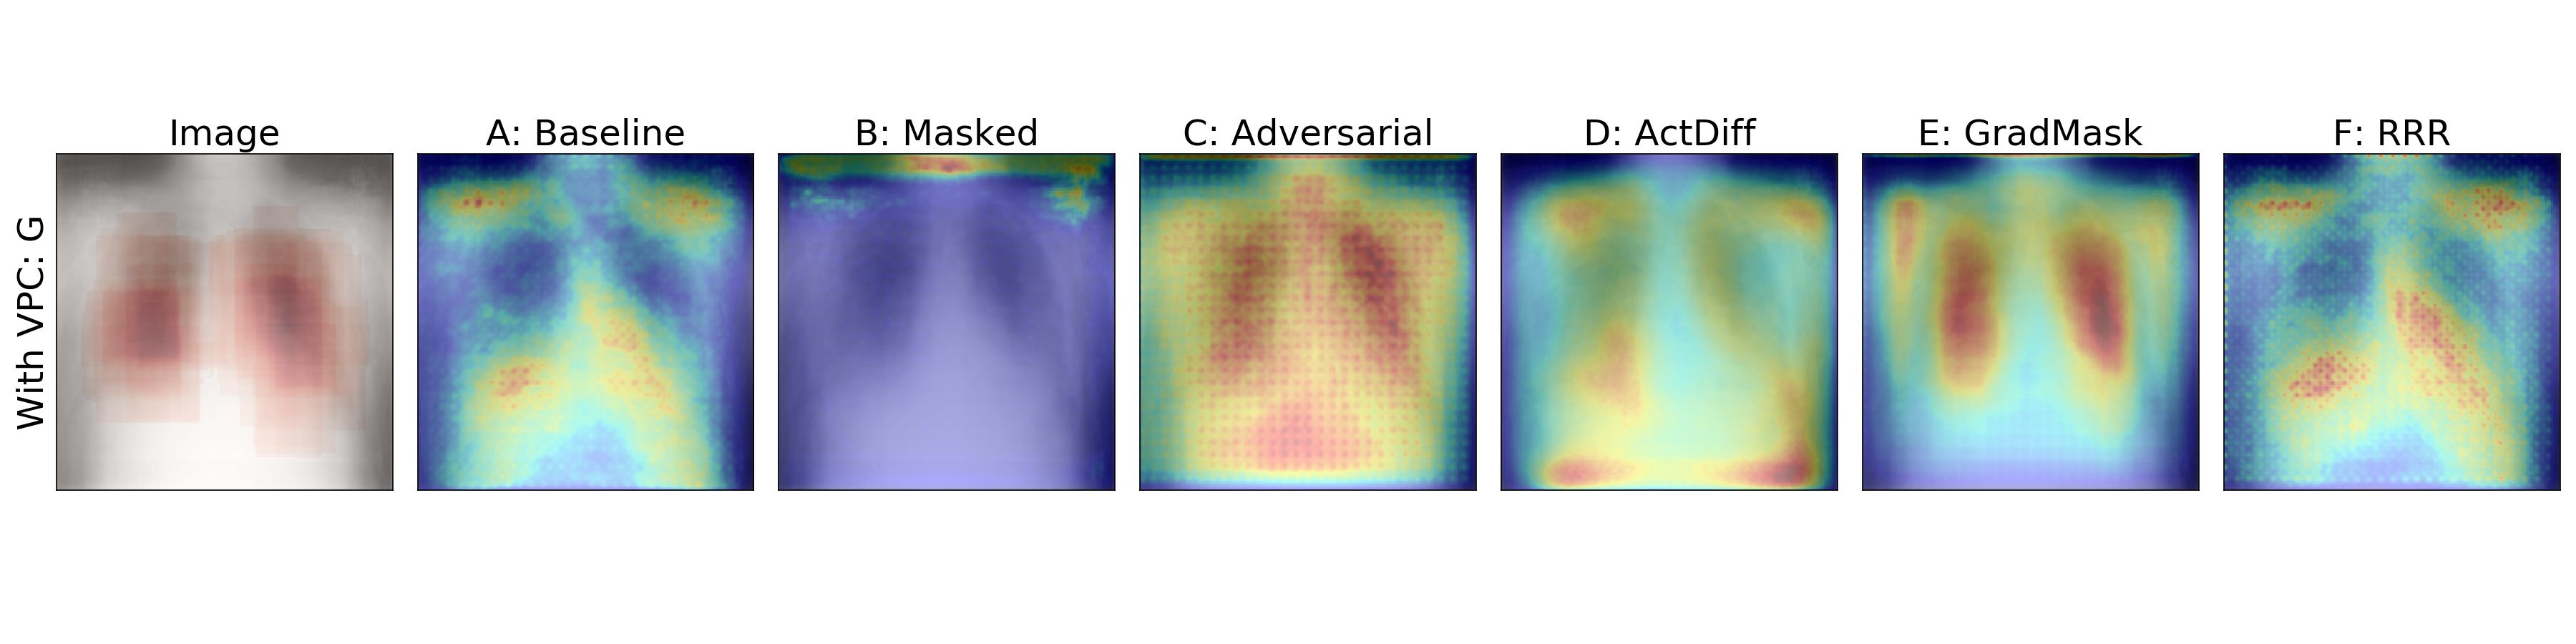 Image
A: Baseline
B: Masked
C: Adversarial
D: ActDiff
E: GradMask
F: RRR
With VPC: G